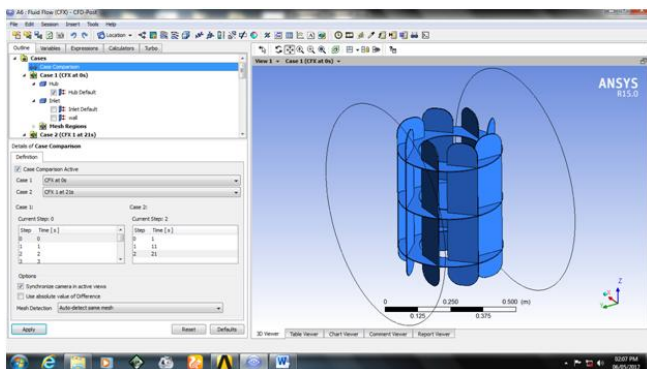 A6 : Fluid Flow (CFX) - CFD-Post
File Edit Session Insert Tools Help
Location
Outline Variables Expressions Calculators Turbo
Cases
Case Comparison
Case 1 (CFX at 0s)
Hub
Hub Default
Inlet
Inlet Default
wall
Mesh Regions
Case 2 (CFX 1 at 21s)
Details of Case Comparison
Definition
Case Comparison Active
Case 1 CFX at 0s
Case 2 CFX 1 at 21s
Case 1: Case 2:
Current Step: 0 Current Step: 2
Step Time [s] Step Time [s]
0 0 0 1
1 1 1 11
2 2 2 21
3 3
Options
Synchronize camera in active views
Use absolute value of Difference
Mesh Detection Auto-detect same mesh
Apply Reset Defaults
View 1 Case 1 (CFX at 0s)
ANSYS
R15.0
0 0.250 0.500 (m)
0.125 0.375
Z
3D Viewer Table Viewer Chart Viewer Comment Viewer Report Viewer
02:07 PM
06/05/2017